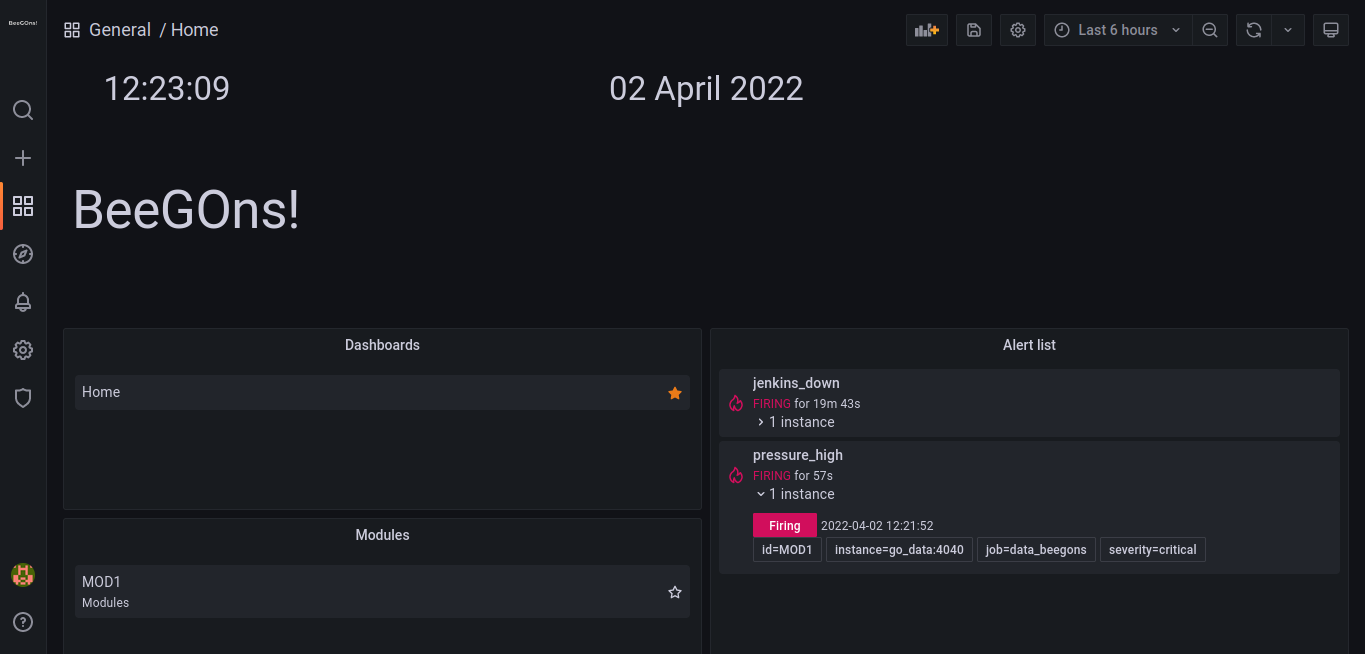 BeeGOns!
General / Home
Last 6 hours
12:23:09
02 April 2022
BeeGOns!
Dashboards
Home
Modules
MOD1
Modules
Alert list
jenkins_down
FIRING for 19m 43s
1 instance
pressure_high
FIRING for 57s
1 instance
Firing 2022-04-02 12:21:52
id=MOD1 instance=go_data:4040 job=data_beegons severity=critical